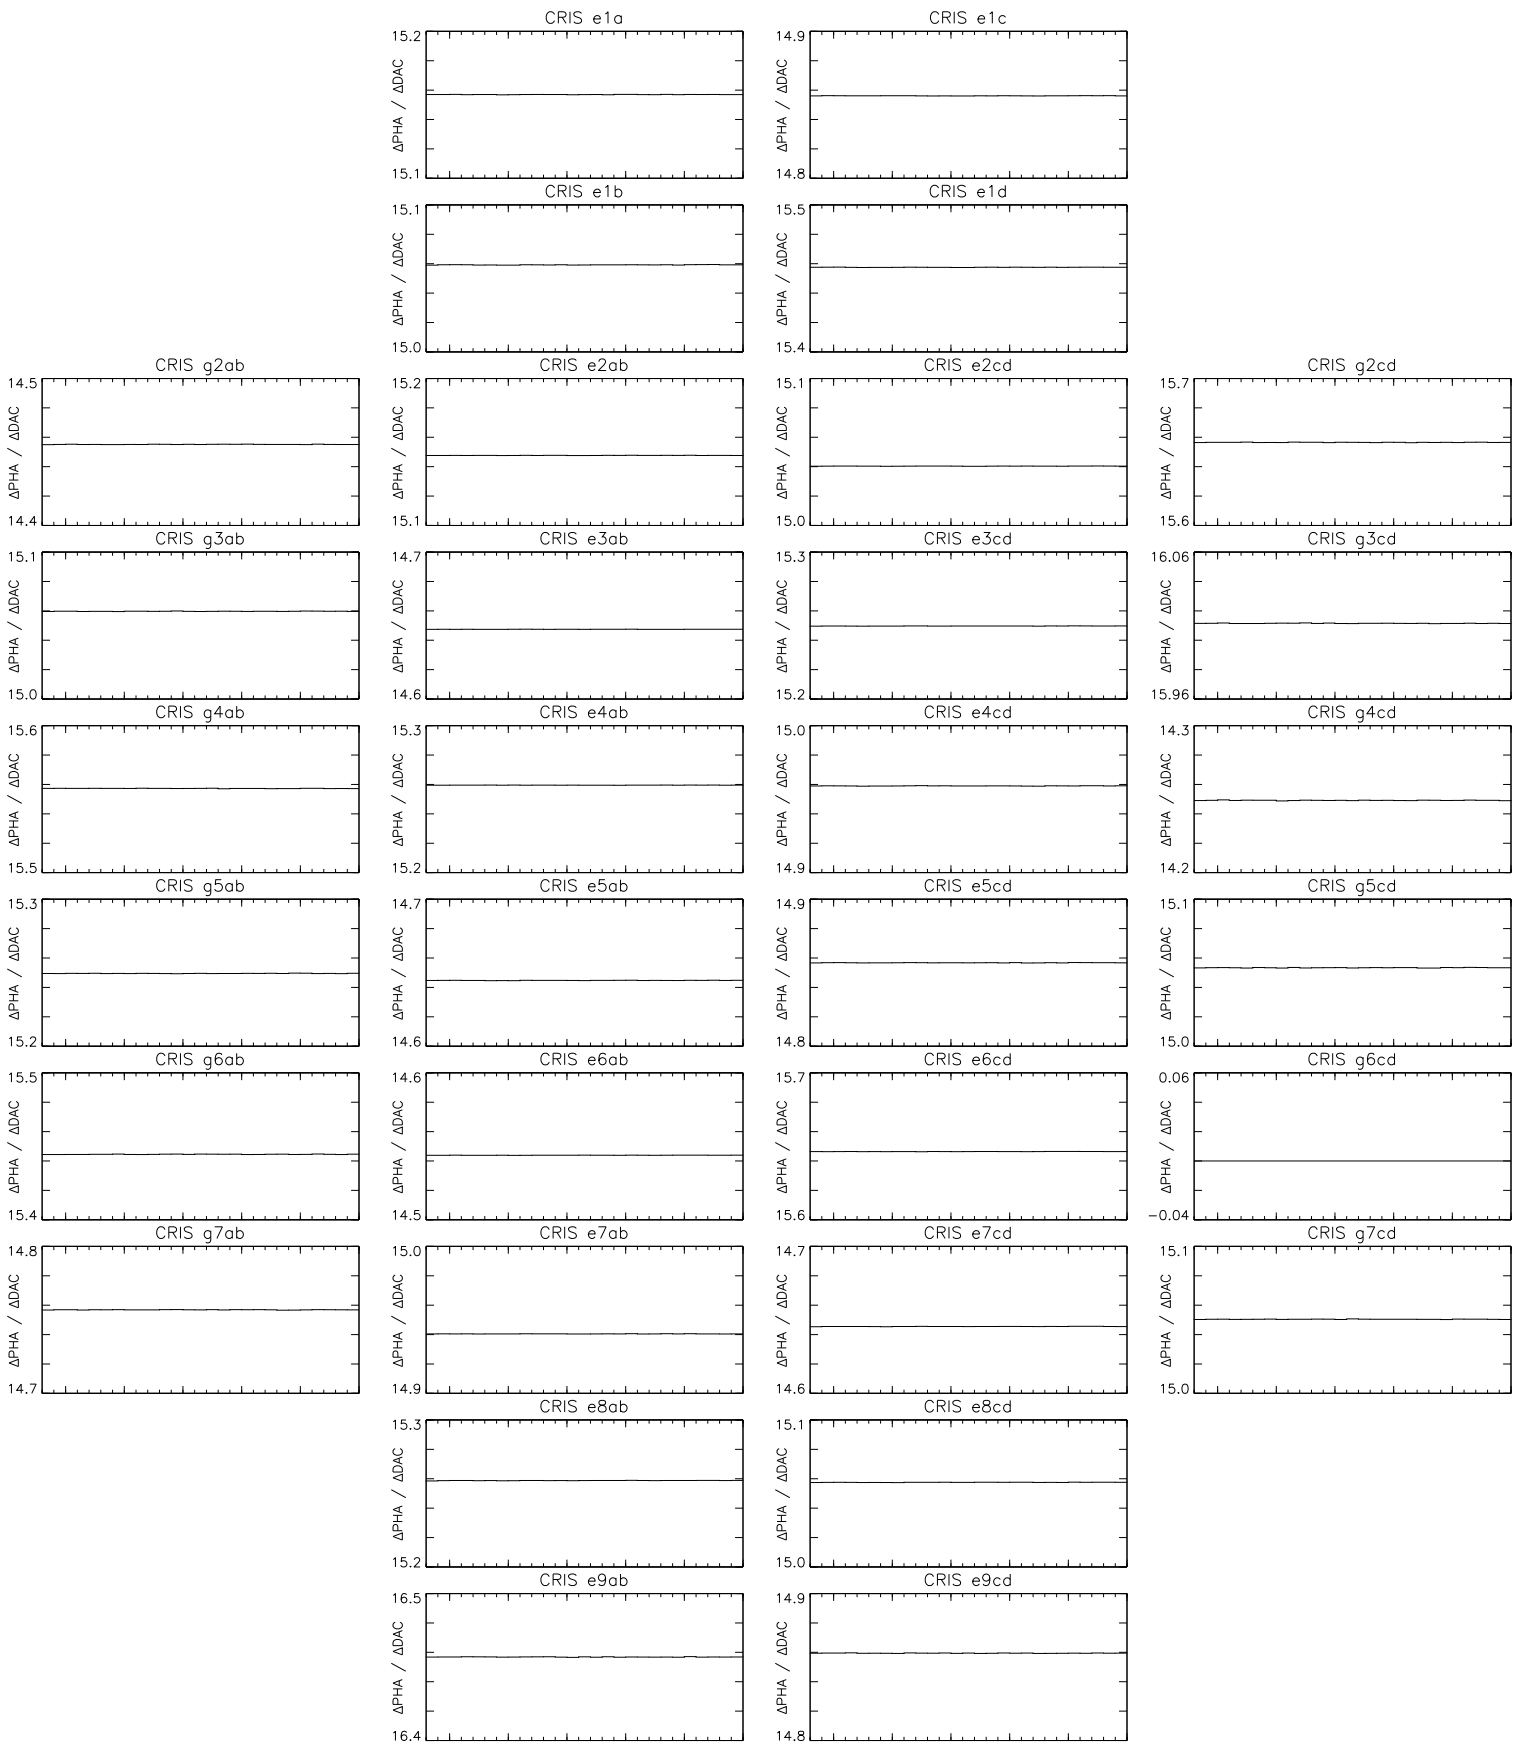 CRIS e1a
15.2
ΔPHA / ΔDAC
15.1
CRIS e1c
14.9
ΔPHA / ΔDAC
14.8
CRIS e1b
15.1
ΔPHA / ΔDAC
15.0
CRIS e1d
15.5
ΔPHA / ΔDAC
15.4
CRIS g2ab
14.5
ΔPHA / ΔDAC
14.4
CRIS e2ab
15.2
ΔPHA / ΔDAC
15.1
CRIS e2cd
15.1
ΔPHA / ΔDAC
15.0
CRIS g2cd
15.7
ΔPHA / ΔDAC
15.6
CRIS g3ab
15.1
ΔPHA / ΔDAC
15.0
CRIS e3ab
14.7
ΔPHA / ΔDAC
14.6
CRIS e3cd
15.3
ΔPHA / ΔDAC
15.2
CRIS g3cd
16.06
ΔPHA / ΔDAC
15.96
CRIS g4ab
15.6
ΔPHA / ΔDAC
15.5
CRIS e4ab
15.3
ΔPHA / ΔDAC
15.2
CRIS e4cd
15.0
ΔPHA / ΔDAC
14.9
CRIS g4cd
14.3
ΔPHA / ΔDAC
14.2
CRIS g5ab
15.3
ΔPHA / ΔDAC
15.2
CRIS e5ab
14.7
ΔPHA / ΔDAC
14.6
CRIS e5cd
14.9
ΔPHA / ΔDAC
14.8
CRIS g5cd
15.1
ΔPHA / ΔDAC
15.0
CRIS g6ab
15.5
ΔPHA / ΔDAC
15.4
CRIS e6ab
14.6
ΔPHA / ΔDAC
14.5
CRIS e6cd
15.7
ΔPHA / ΔDAC
15.6
CRIS g6cd
0.06
ΔPHA / ΔDAC
−0.04
CRIS g7ab
14.8
ΔPHA / ΔDAC
14.7
CRIS e7ab
15.0
ΔPHA / ΔDAC
14.9
CRIS e7cd
14.7
ΔPHA / ΔDAC
14.6
CRIS g7cd
15.1
ΔPHA / ΔDAC
15.0
CRIS e8ab
15.3
ΔPHA / ΔDAC
15.2
CRIS e8cd
15.1
ΔPHA / ΔDAC
15.0
CRIS e9ab
16.5
ΔPHA / ΔDAC
16.4
CRIS e9cd
14.9
ΔPHA / ΔDAC
14.8